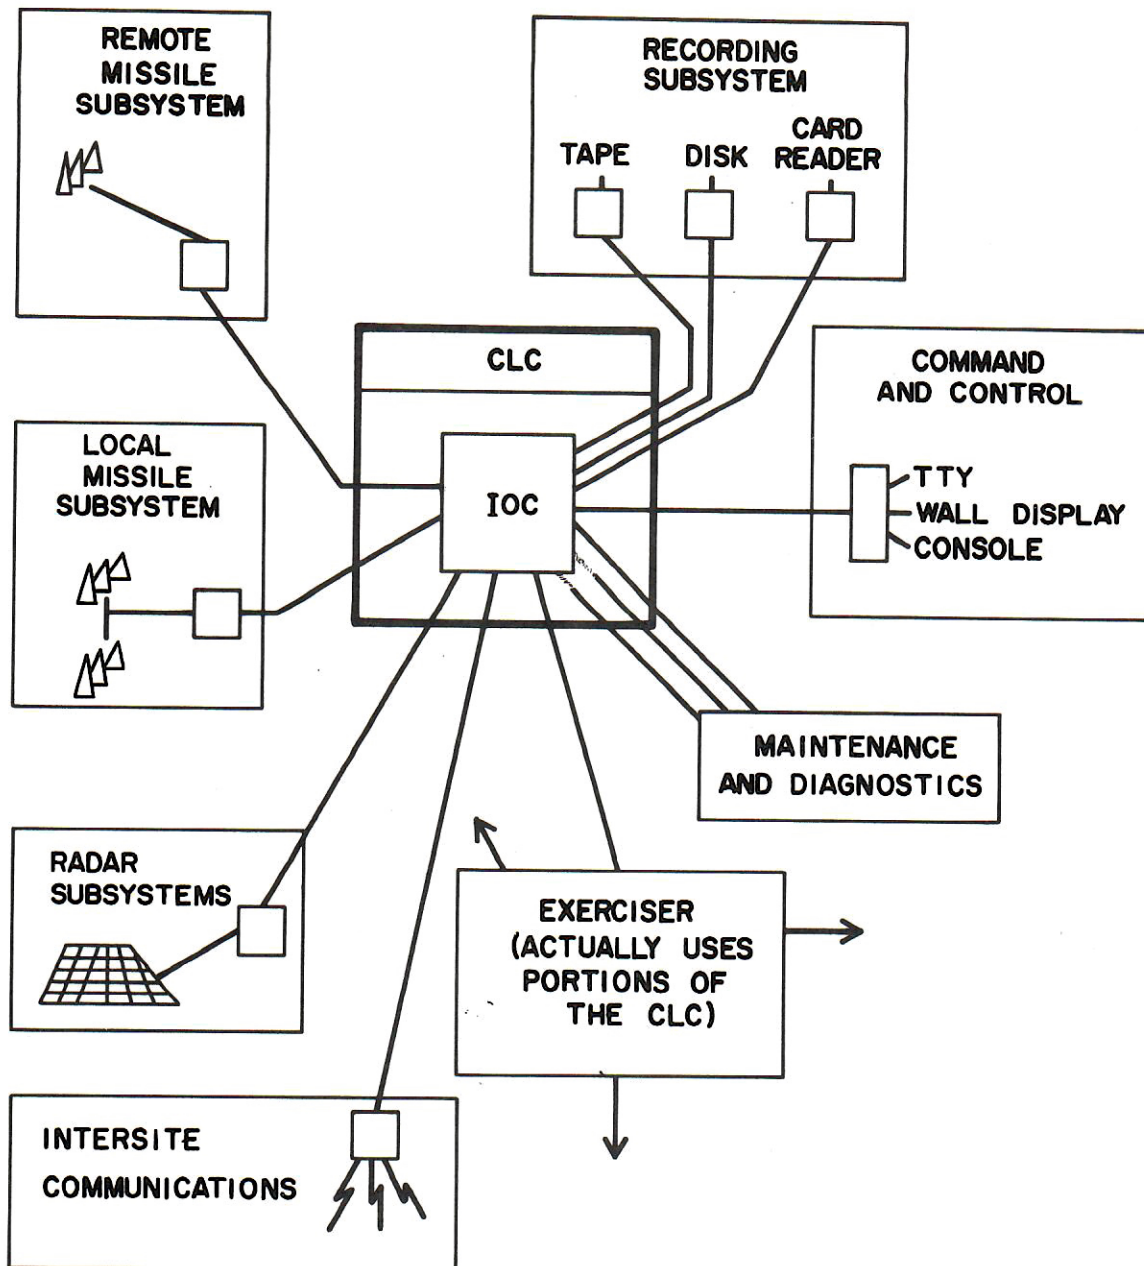 REMOTE
MISSILE
SUBSYSTEM
RECORDING
SUBSYSTEM
TAPE
DISK
CARD
READER
CLC
IOC
COMMAND
AND CONTROL
TTY
WALL DISPLAY
CONSOLE
LOCAL
MISSILE
SUBSYSTEM
MAINTENANCE
AND DIAGNOSTICS
RADAR
SUBSYSTEMS
EXERCISER
(ACTUALLY USES
PORTIONS OF
THE CLC)
INTERSITE
COMMUNICATIONS